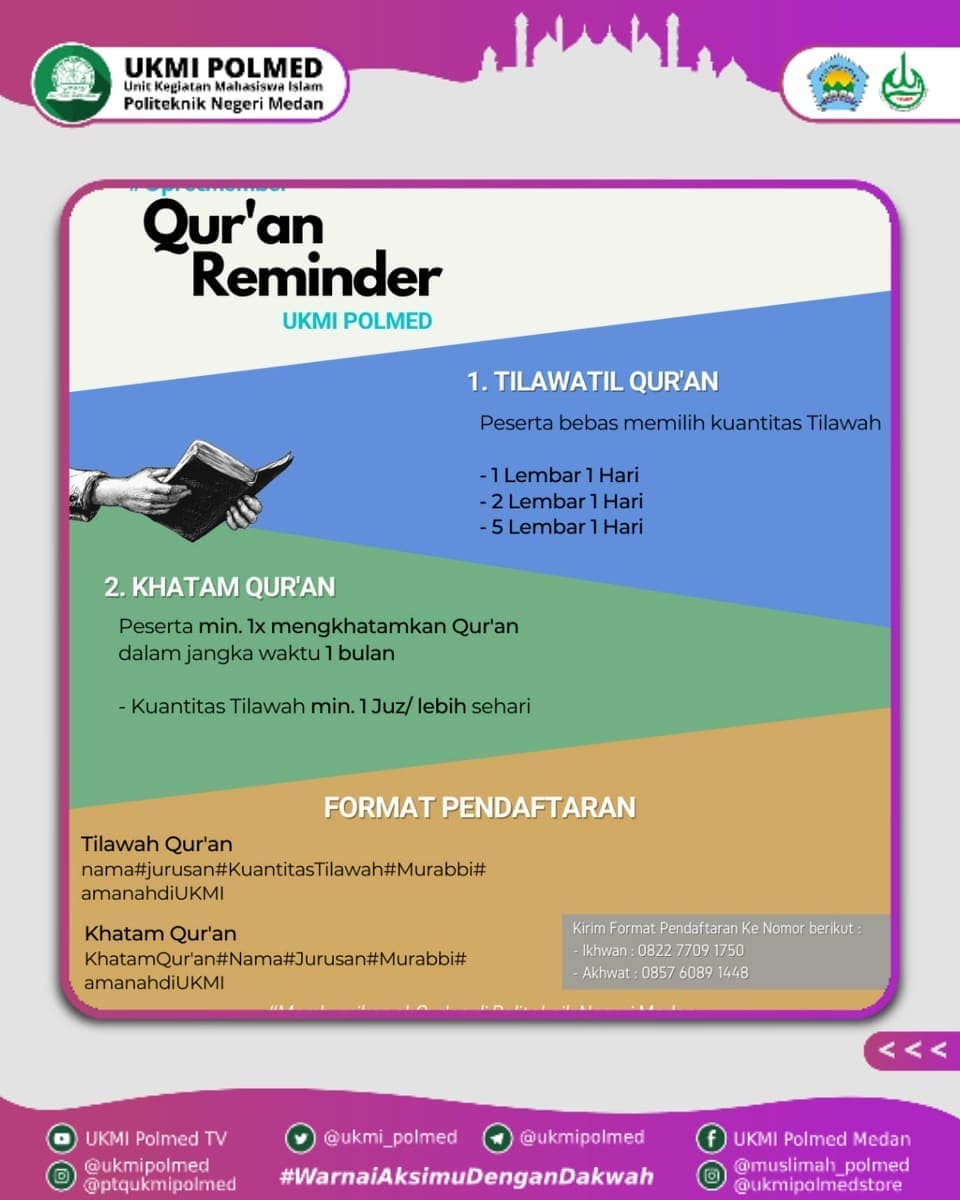 UKMI POLMED
Unit Kegiatan Mahasiswa Islam
Politeknik Negeri Medan
Qur'an
Reminder
UKMI POLMED
1. TILAWATIL QUR'AN
Peserta bebas memilih kuantitas Tilawah
- 1 Lembar 1 Hari
- 2 Lembar 1 Hari
- 5 Lembar 1 Hari
2. KHATAM QUR'AN
Peserta min. 1x mengkhatamkan Qur'an
dalam jangka waktu 1 bulan
- Kuantitas Tilawah min. 1 Juz/ lebih sehari
FORMAT PENDAFTARAN
Tilawah Qur'an
nama#jurusan#KuantitasTilawah#Murabbi#
amanahdiUKMI
Khatam Qur'an
KhatamQur'an#Nama#Jurusan#Murabbi#
amanahdiUKMI
Kirim Format Pendaftaran Ke Nomor berikut :
- Ikhwan : 0822 7709 1750
- Akhwat : 0857 6089 1448
<<<
UKMI Polmed TV
@ukmipolmed
@ptqukmipolmed
@ukmi_polmed
@ukmipolmed
#WarnaiAksimuDenganDakwah
UKMI Polmed Medan
@muslimah_polmed
@ukmipolmedstore